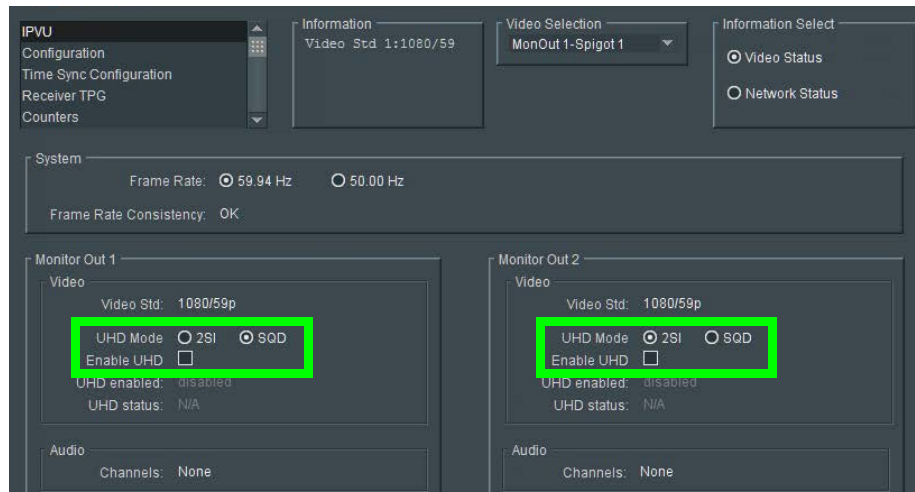 IPVU
Configuration
Time Sync Configuration
Receiver TPG
Counters
Information
Video Std 1:1080/59
Video Selection
MonOut 1-Spigot 1
Information Select
Video Status
Network Status
System
Frame Rate: 59.94 Hz 50.00 Hz
Frame Rate Consistency: OK
Monitor Out 1
Video
Video Std: 1080/59p
UHD Mode 2SI SQD
Enable UHD
UHD enabled: disabled
UHD status: N/A
Audio
Channels: None
Monitor Out 2
Video
Video Std: 1080/59p
UHD Mode 2SI SQD
Enable UHD
UHD enabled: disabled
UHD status: N/A
Audio
Channels: None